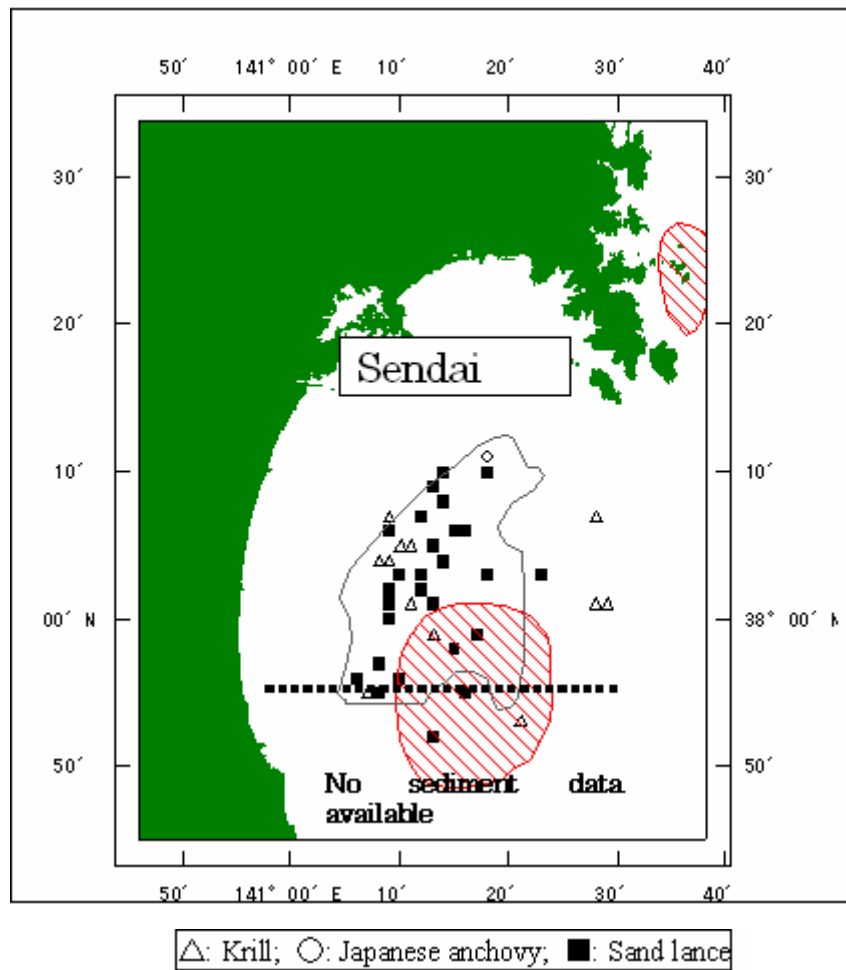 50′ 141° 00′ E 10′ 20′ 30′ 40′
30′ 30′
20′ 20′
Sendai
10′ 10′
00′ N 38° 00′ N
50′ 50′
No sediment data
available
50′ 141° 00′ E 10′ 20′ 30′ 40′
△: Krill; ○: Japanese anchovy; ■: Sand lance